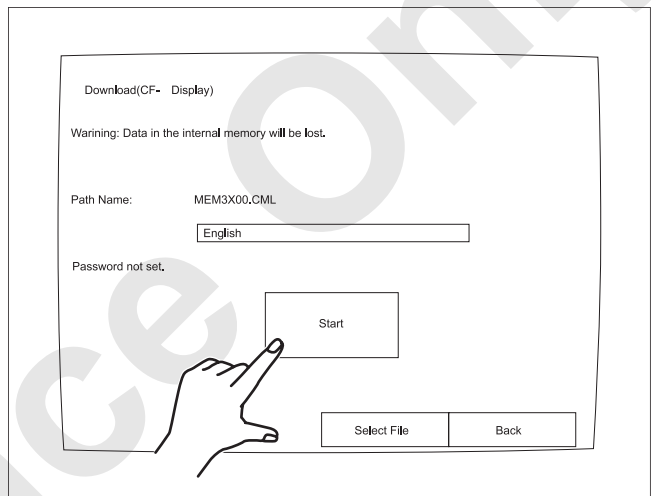 Download(CF- Display)
Warining: Data in the internal memory will be lost.
Path Name: MEM3X00.CML
English
Password not set.
Start
Select File Back